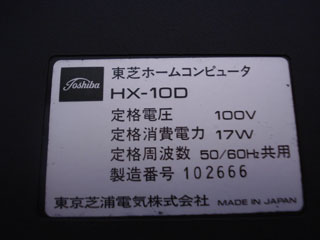 Toshiba
東芝ホームコンピュータ
HX-10D
定格電圧 100V
定格消費電力 17W
定格周波数 50/60Hz共用
製造番号 102666
東京芝浦電気株式会社 MADE IN JAPAN